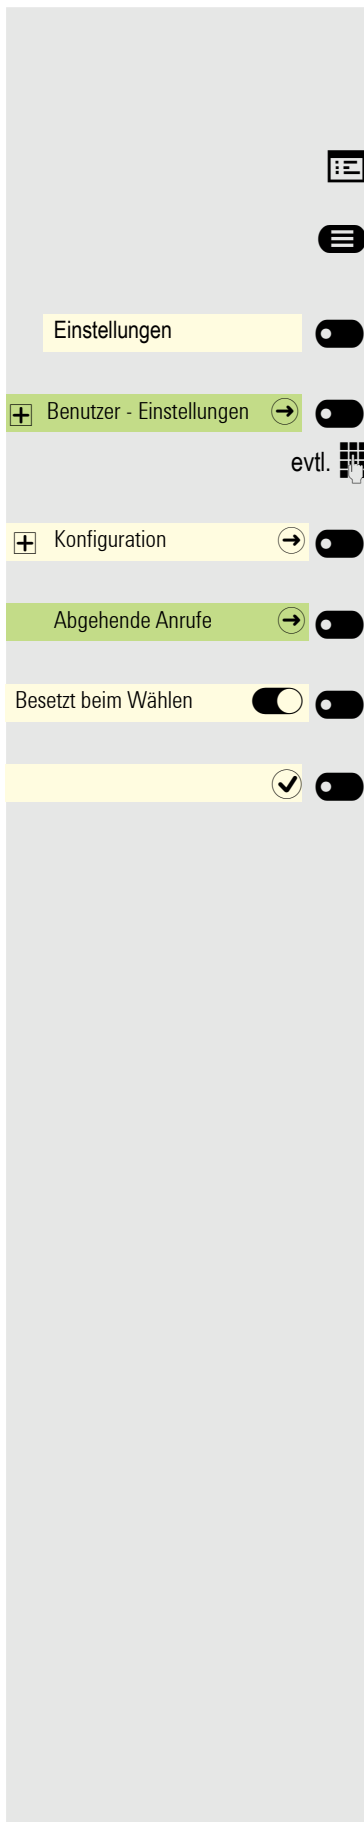 Einstellungen
Benutzer - Einstellungen
evtl.
Konfiguration
Abgehende Anrufe
Besetzt beim Wählen